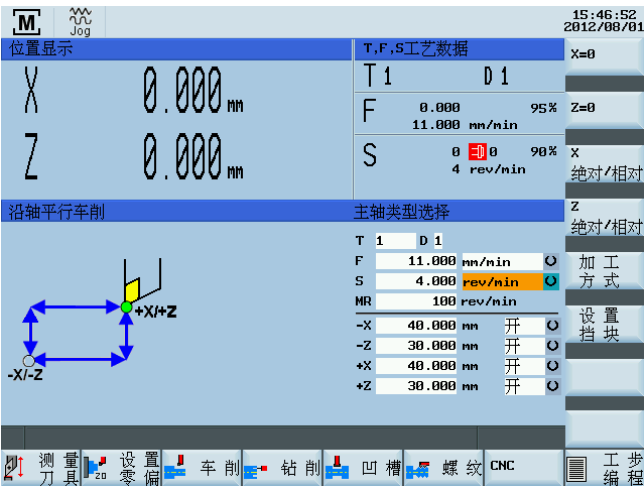 M
Jog
15:46:52
2012/08/01
位置显示
T,F,S工艺数据
X=0
X 0.000 mm
T 1 D 1
Z=0
F 0.000 95%
11.000 mm/min
Z 0.000 mm
S 0 0 90%
4 rev/min
X
绝对/相对
Z
绝对/相对
沿轴平行车削
主轴类型选择
T 1 D 1
F 11.000 mm/min
S 4.000 rev/min
MR 100 rev/min
-X 40.000 mm 开
-Z 30.000 mm 开
+X 40.000 mm 开
+Z 30.000 mm 开
+X/+Z
-X/-Z
加工
方式
设置
挡块
测量
刀具
Z0
设置
零偏
车削
钻削
凹槽
螺纹
CNC
工步
编程